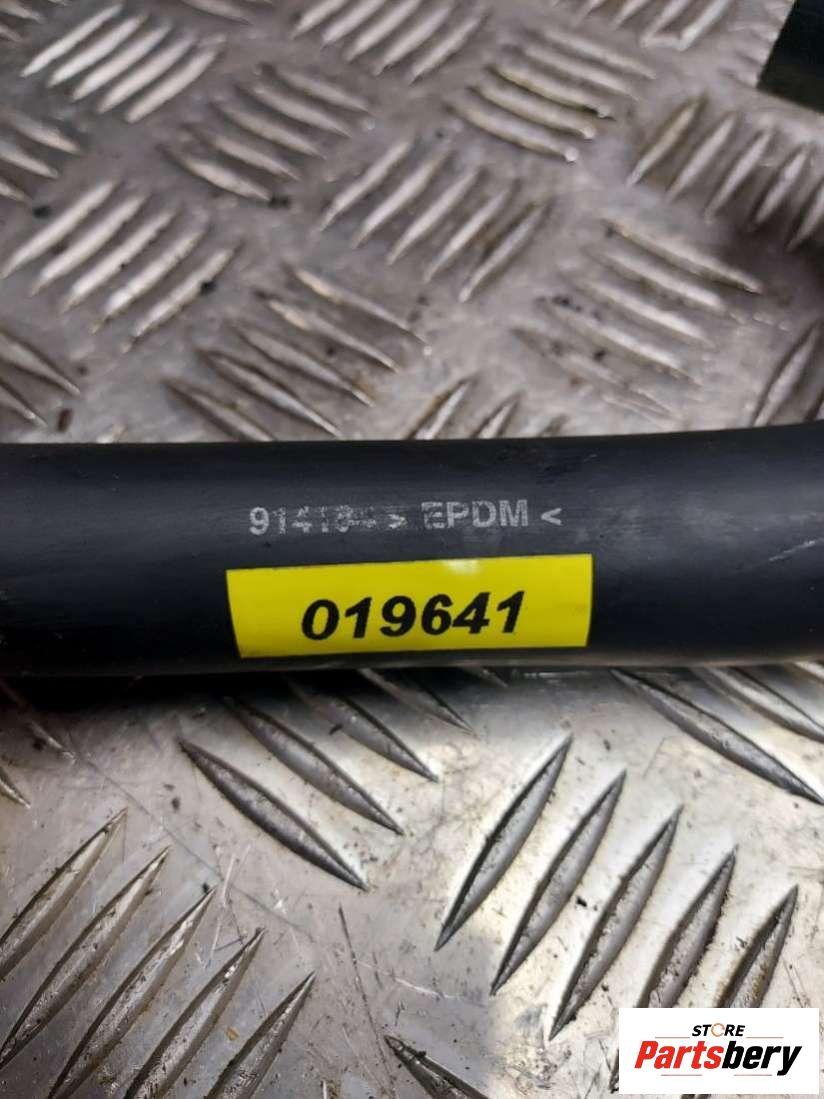 > EPDM <
019641
STORE
Partsbery